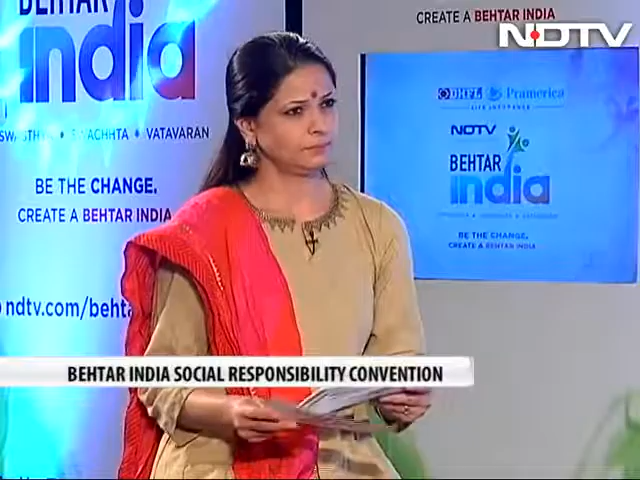 BEHTAR
india
SWASTHYA • SWACHHTA • VATAVARAN
BE THE CHANGE.
CREATE A BEHTAR INDIA
ndtv.com/behta
CREATE A BEHTAR INDIA
NDTV
DHFL Pramerica
LIFE INSURANCE
NDTV
BEHTAR
india
BE THE CHANGE.
CREATE A BEHTAR INDIA
BEHTAR INDIA SOCIAL RESPONSIBILITY CONVENTION